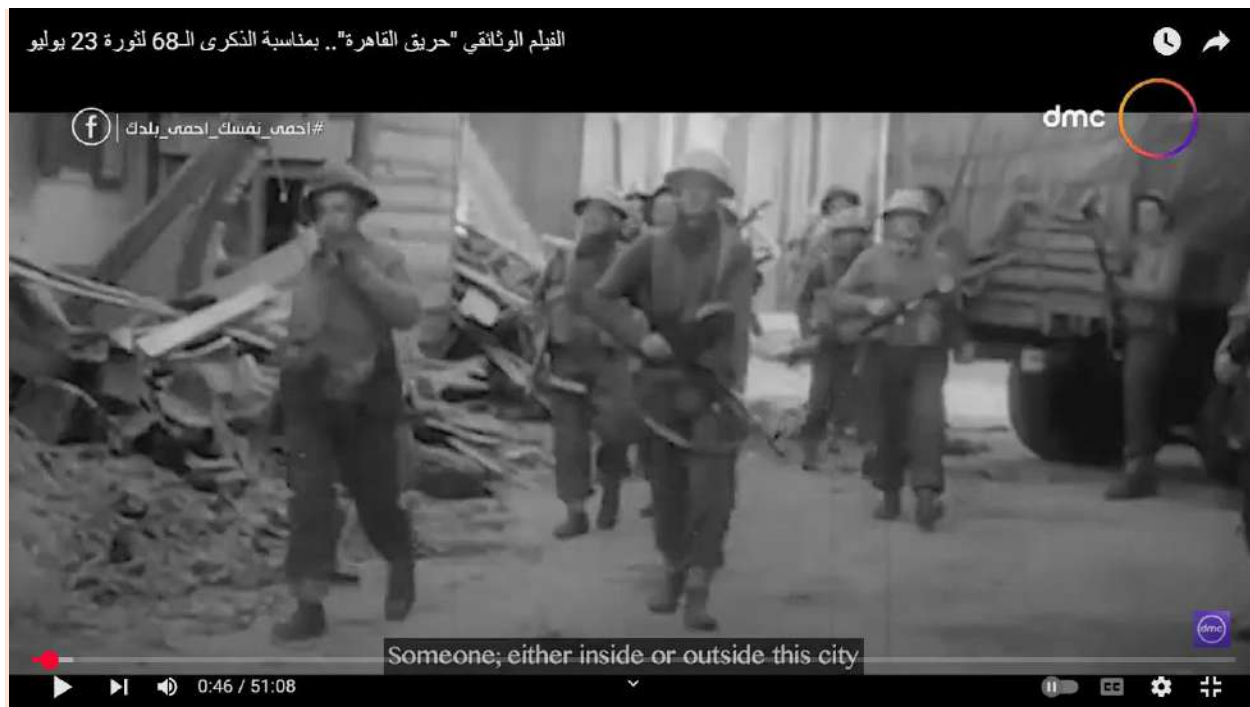 الفيلم الوثائقي "حريق القاهرة".. بمناسبة الذكرى الـ68 لثورة 23 يوليو
#احمي_نفسك_احمي_بلدك
dmc
dmc
Someone; either inside or outside this city
0:46 / 51:08
CC